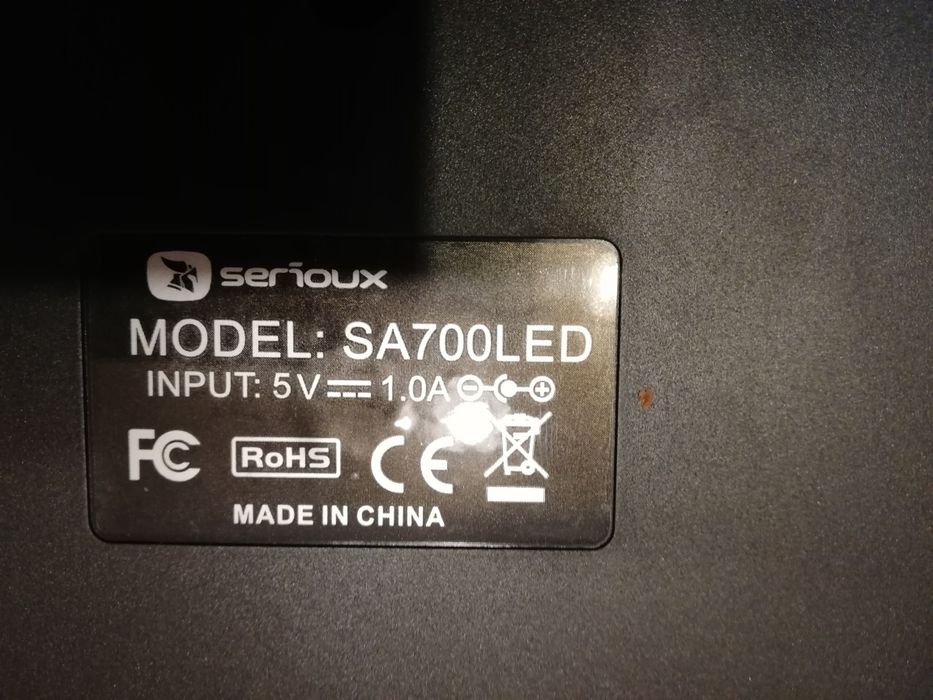 serioux
MODEL: SA700LED
INPUT: 5V⎓1.0A
FC
RoHS
CE
MADE IN CHINA